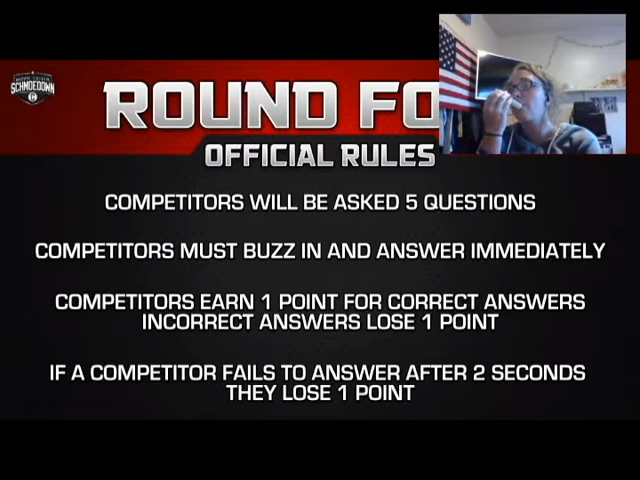 SCHMOEDOWN
ROUND FO
OFFICIAL RULES
COMPETITORS WILL BE ASKED 5 QUESTIONS
COMPETITORS MUST BUZZ IN AND ANSWER IMMEDIATELY
COMPETITORS EARN 1 POINT FOR CORRECT ANSWERS
INCORRECT ANSWERS LOSE 1 POINT
IF A COMPETITOR FAILS TO ANSWER AFTER 2 SECONDS
THEY LOSE 1 POINT